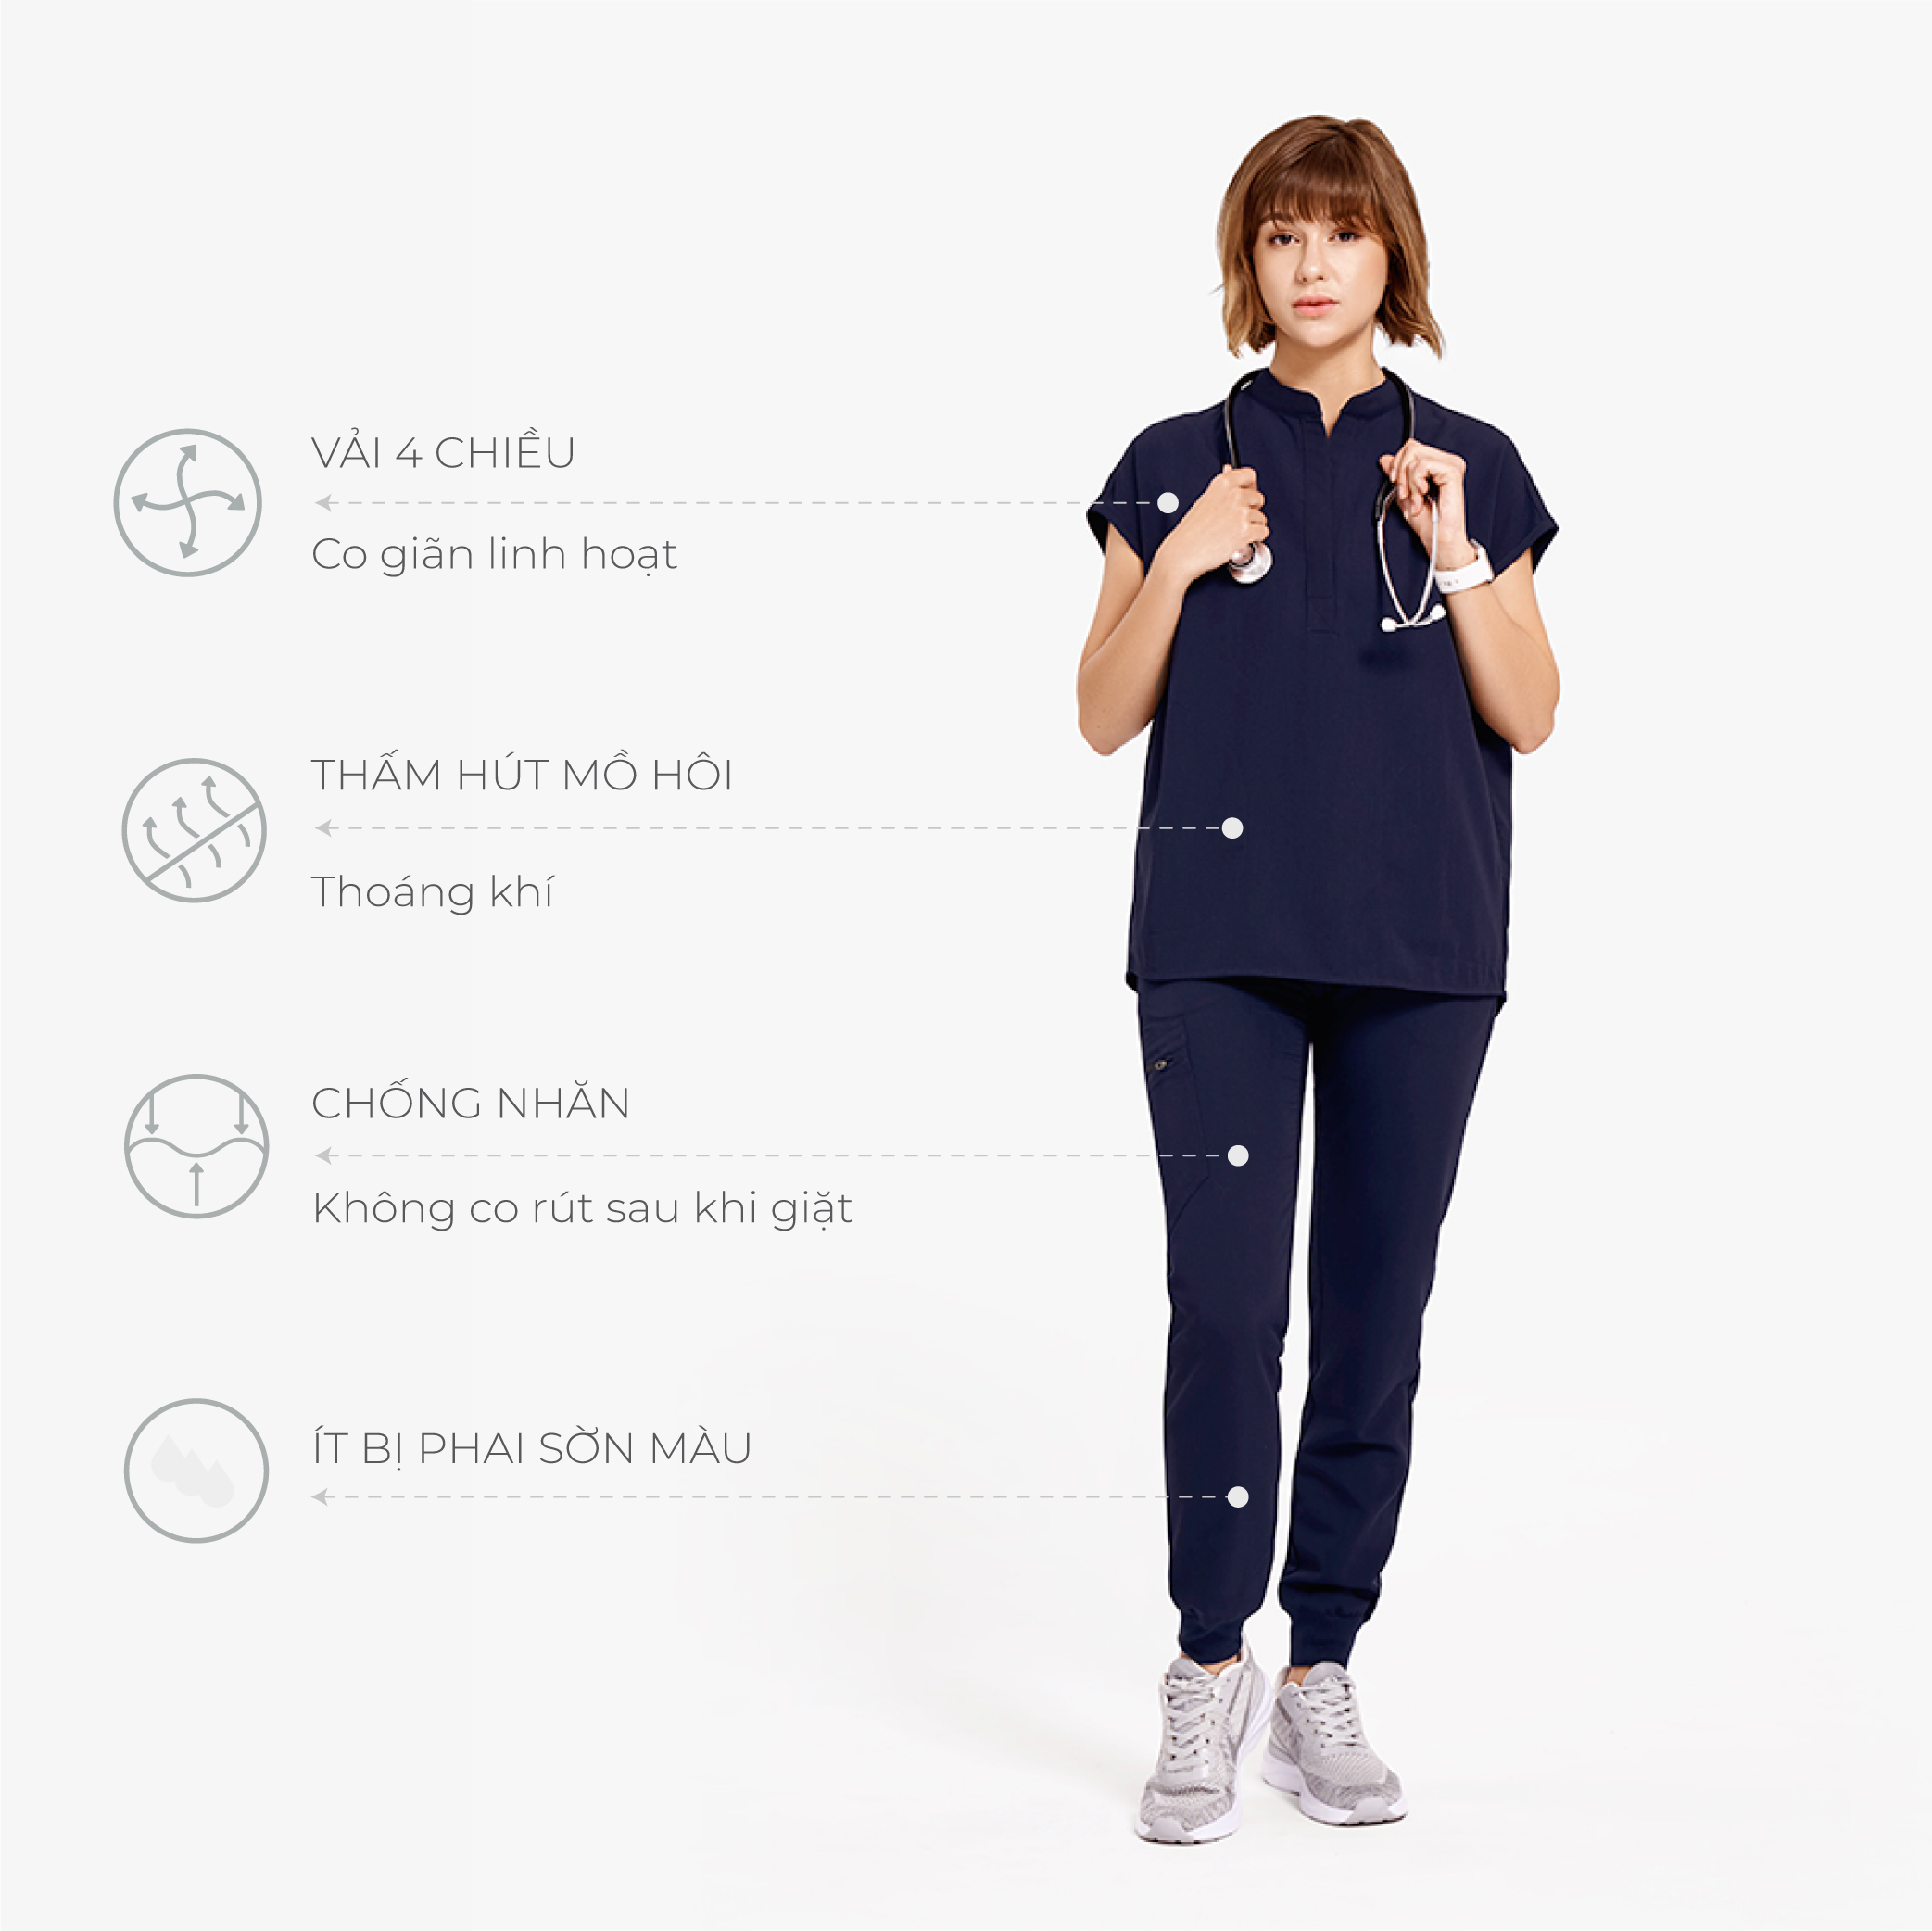 VẢI 4 CHIỀU
Co giãn linh hoạt
THẤM HÚT MỒ HÔI
Thoáng khí
CHỐNG NHĂN
Không co rút sau khi giặt
ÍT BỊ PHAI SỜN MÀU